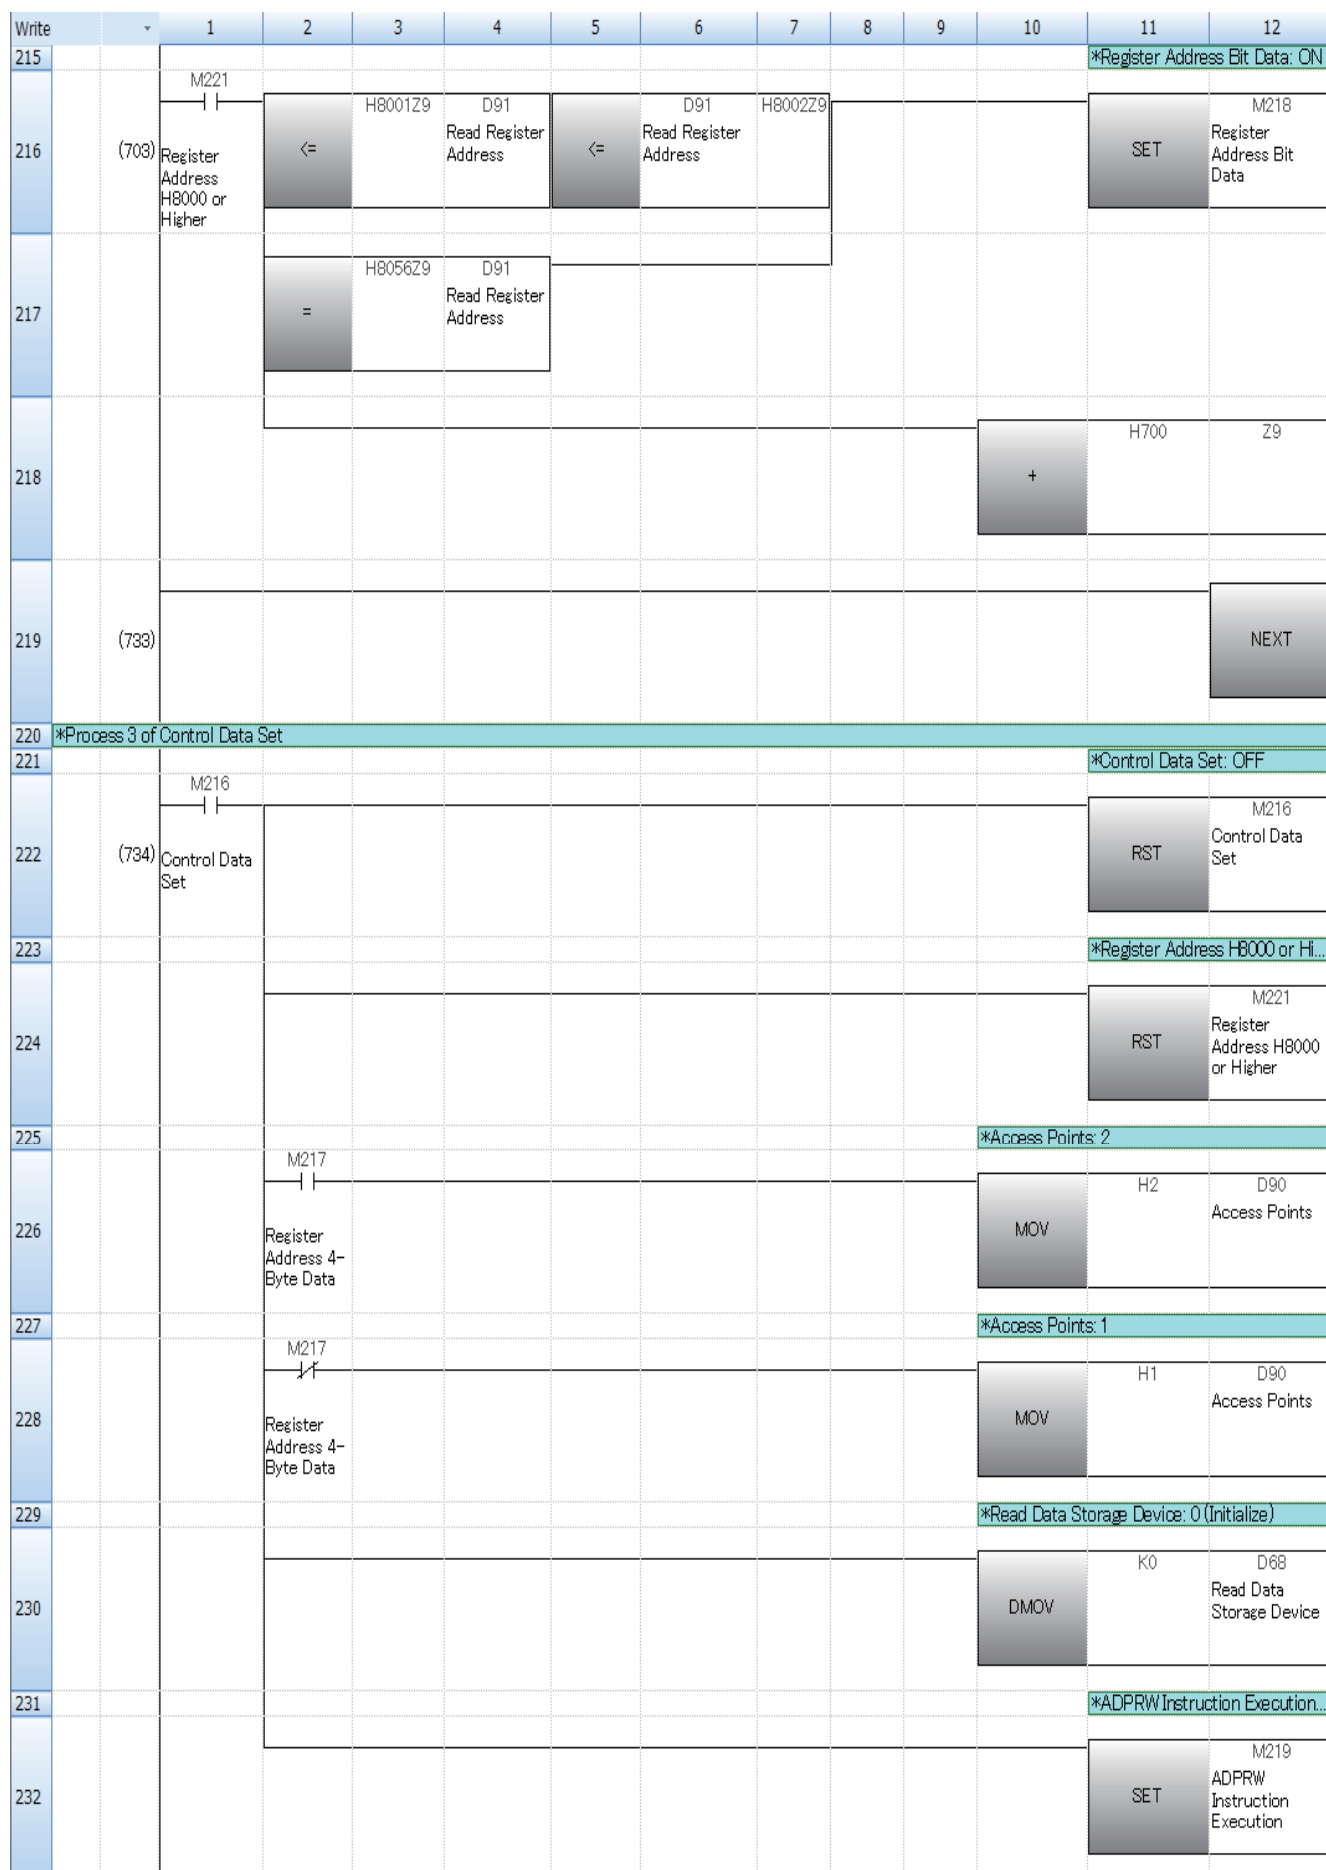 Write 1 2 3 4 5 6 7 8 9 10 11 12
215 *Register Address Bit Data: ON
M221
H8001Z9 D91 D91 H8002Z9 M218
216 (703) Register Address H8000 or Higher
<= Read Register Address
<= Read Register Address
SET Register Address Bit Data
H8056Z9 D91
217 = Read Register Address
H700 Z9
218 +
219 (733) NEXT
220 *Process 3 of Control Data Set
221 *Control Data Set: OFF
M216
M216
222 (734) Control Data Set
RST Control Data Set
223 *Register Address H8000 or Hi...
M221
224 RST Register Address H8000 or Higher
225 *Access Points: 2
M217
H2 D90
226 Register Address 4-Byte Data
MOV Access Points
227 *Access Points: 1
M217
H1 D90
228 Register Address 4-Byte Data
MOV Access Points
229 *Read Data Storage Device: 0 (Initialize)
K0 D68
230 DMOV Read Data Storage Device
231 *ADPRW Instruction Execution...
M219
232 SET ADPRW Instruction Execution